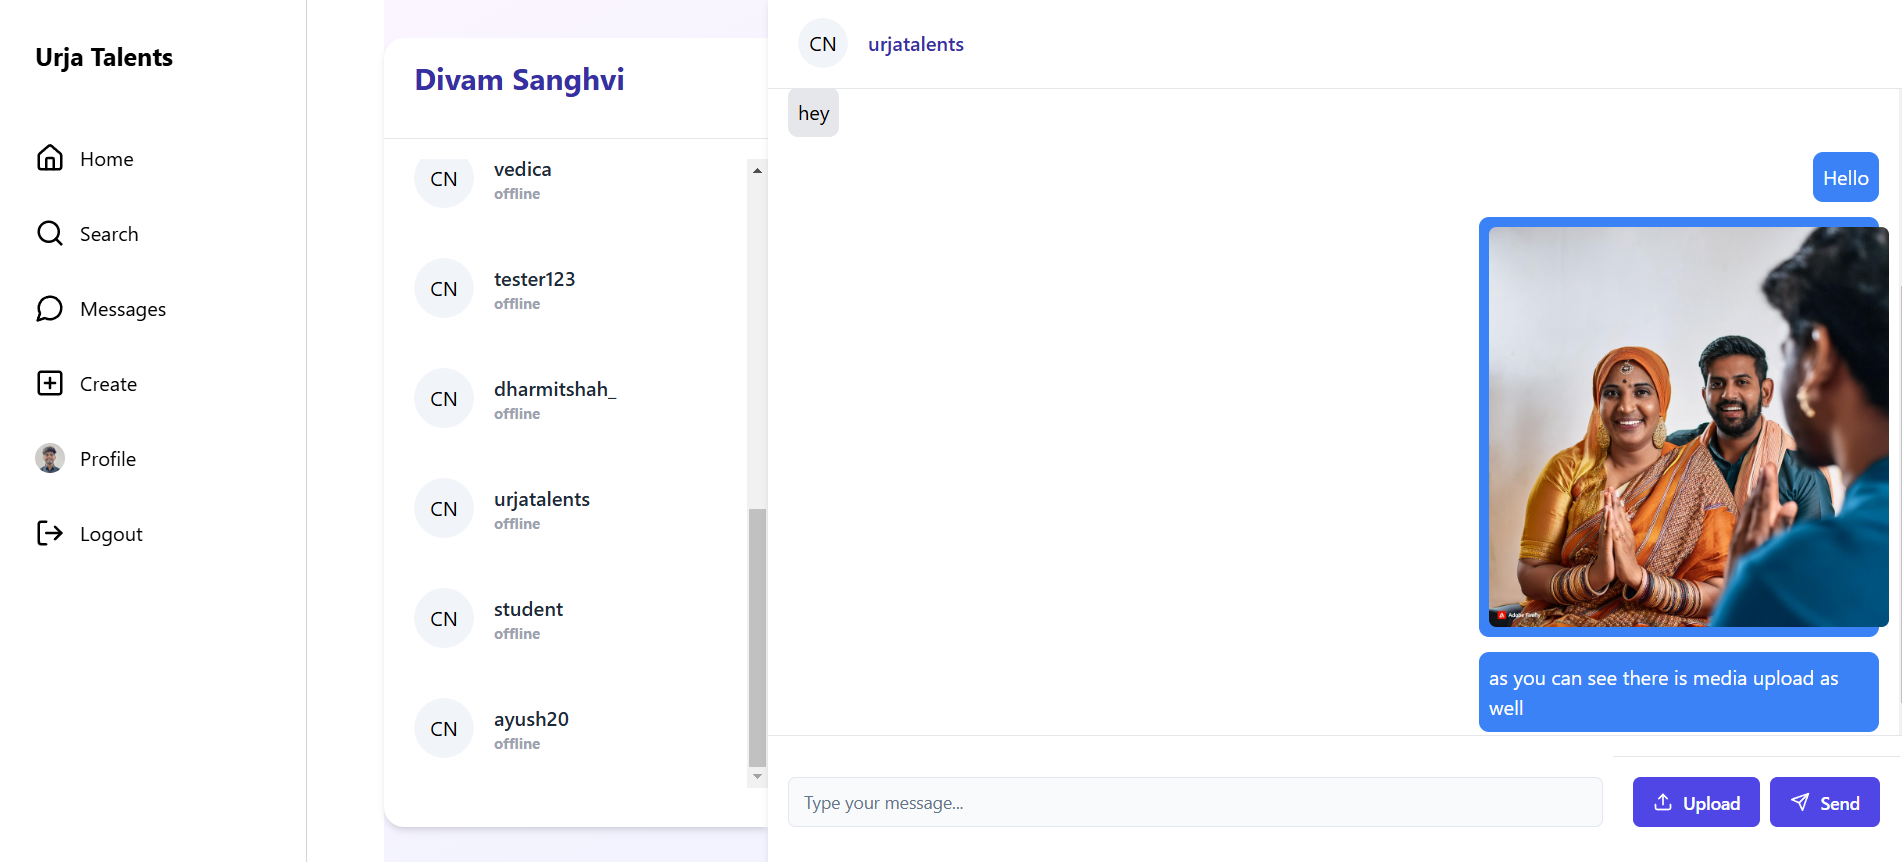 Urja Talents
Home
Search
Messages
Create
Profile
Logout
Divam Sanghvi
CN
vedica
offline
CN
tester123
offline
CN
dharmitshah_
offline
CN
urjatalents
offline
CN
student
offline
CN
ayush20
offline
CN
urjatalents
hey
Hello
Adobe Firefly
as you can see there is media upload as
well
Type your message...
Upload
Send